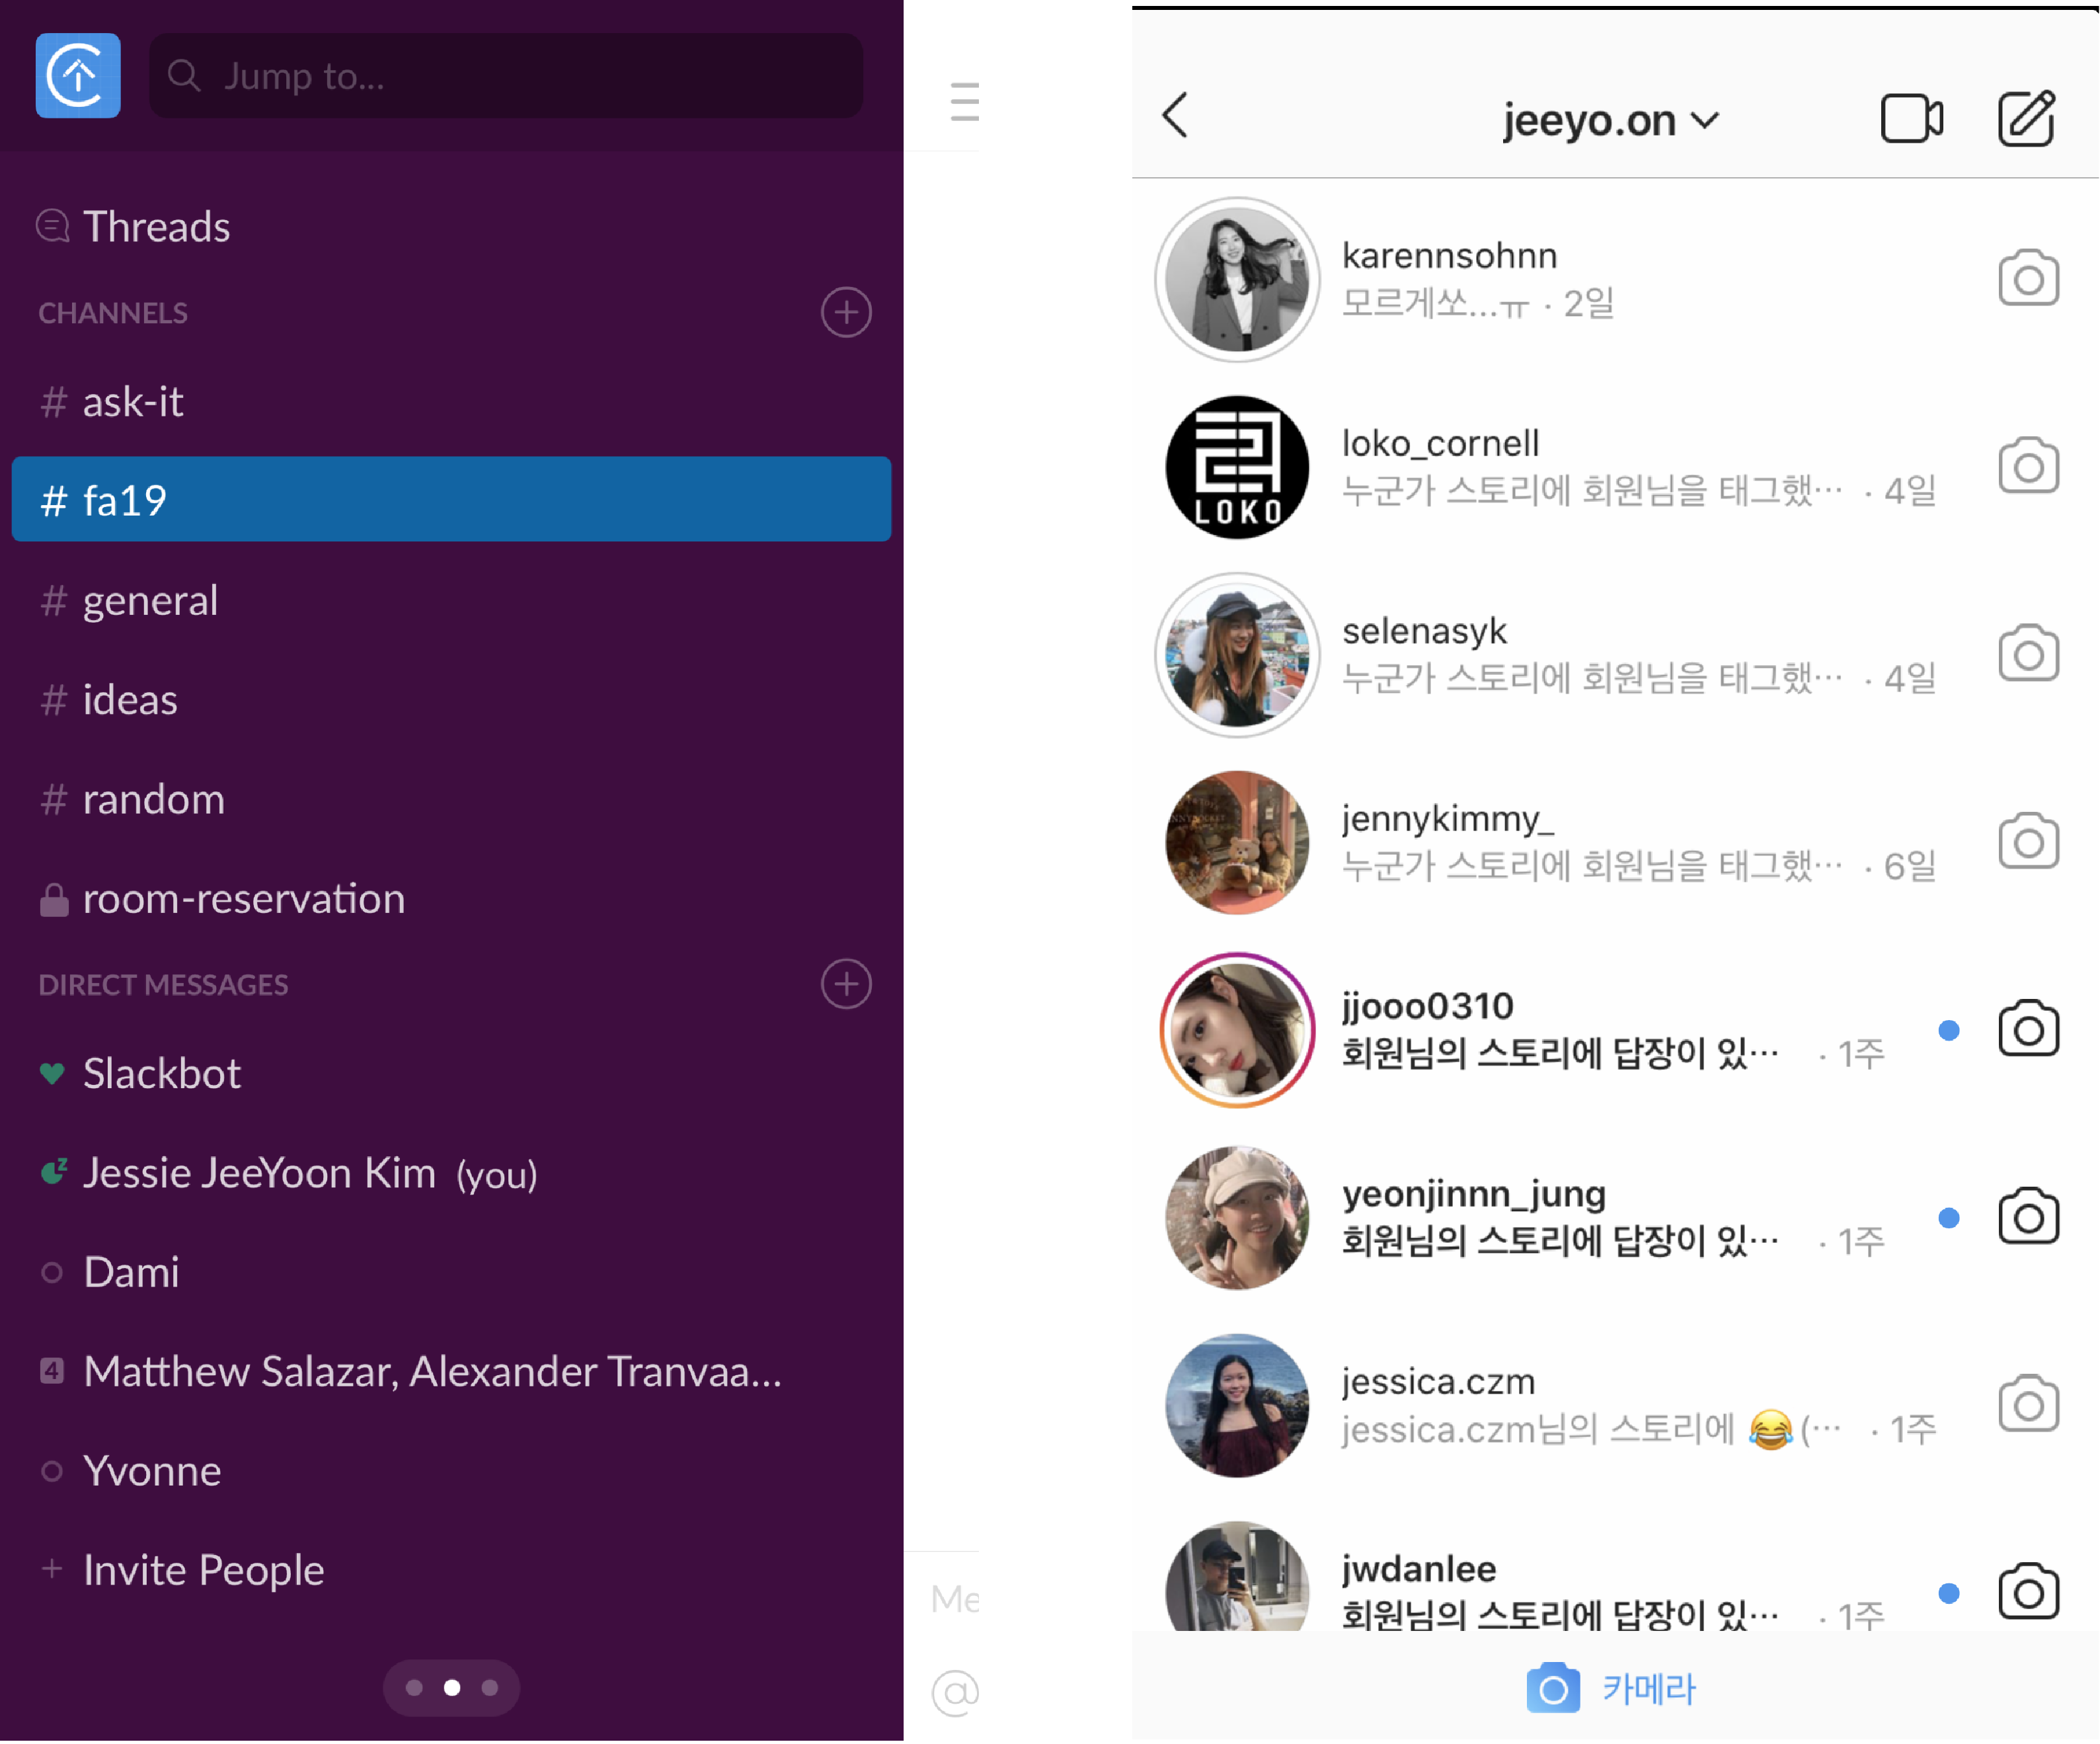 Jump to...
Threads
CHANNELS
# ask-it
# fa19
# general
# ideas
# random
room-reservation
DIRECT MESSAGES
Slackbot
Jessie JeeYoon Kim (you)
Dami
4 Matthew Salazar, Alexander Tranvaa...
Yvonne
+ Invite People
Me
@
jeeyo.on
karennsohnn
모르게쏘...ㅠ · 2일
loko_cornell
누군가 스토리에 회원님을 태그했… · 4일
LOKO
selenasyk
누군가 스토리에 회원님을 태그했… · 4일
jennykimmy_
누군가 스토리에 회원님을 태그했… · 6일
jjooo0310
회원님의 스토리에 답장이 있… · 1주
yeonjinnn_jung
회원님의 스토리에 답장이 있… · 1주
jessica.czm
jessica.czm님의 스토리에 😂(… · 1주
jwdanlee
회원님의 스토리에 답장이 있… · 1주
카메라